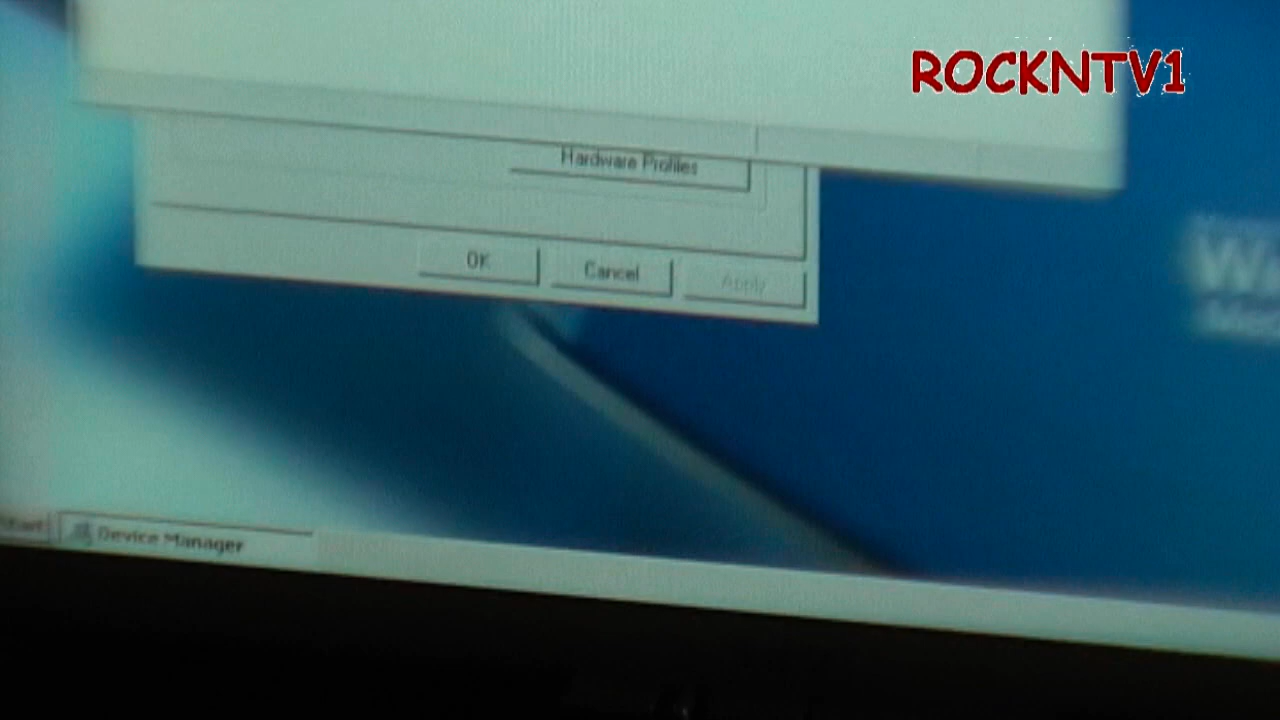 ROCKNTV1
Hardware Profiles
OK
Cancel
Apply
Device Manager